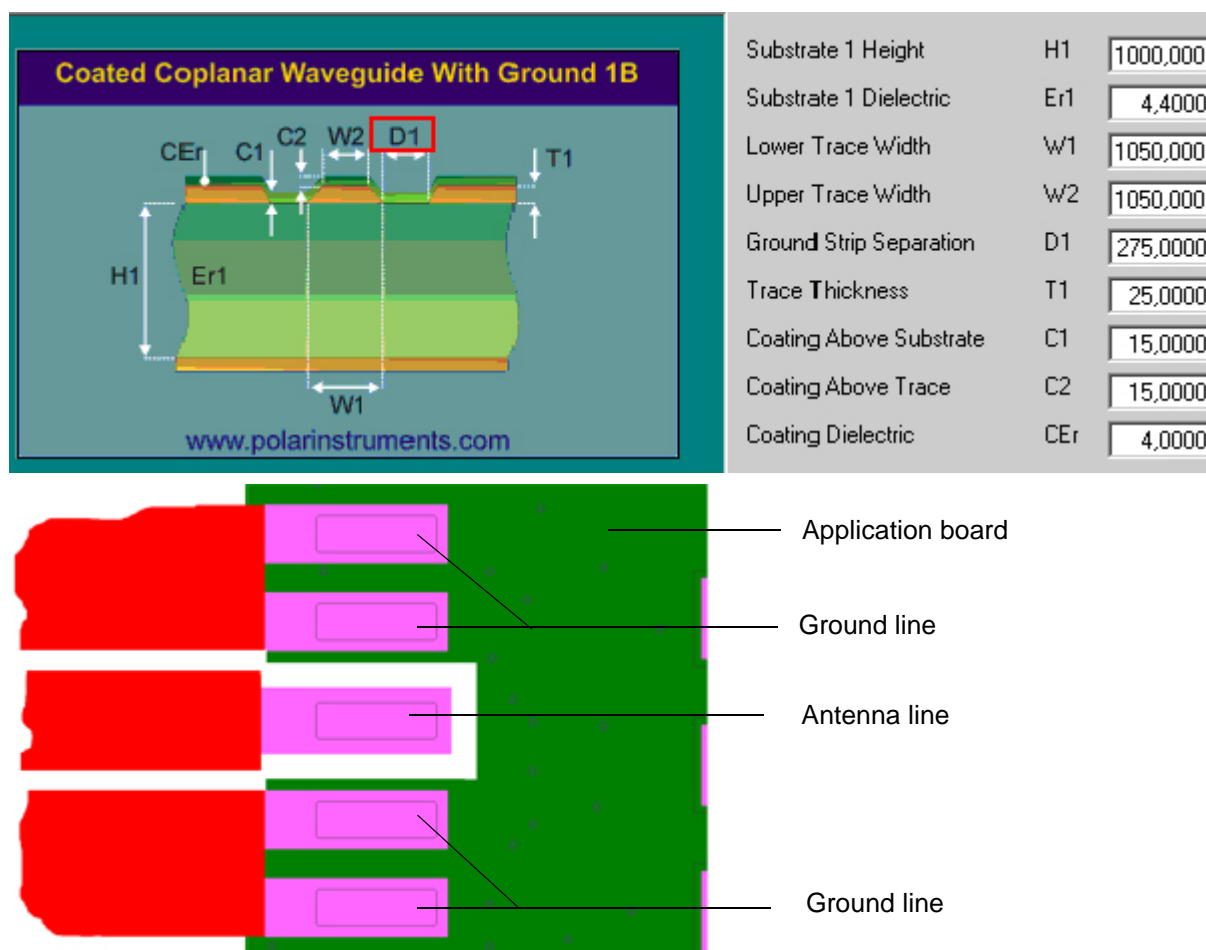 Coated Coplanar Waveguide With Ground 1B
CEr C1 C2 W2 D1 T1
H1 Er1
W1
www.polarinstruments.com
Substrate 1 Height H1 1000,000
Substrate 1 Dielectric Er1 4,4000
Lower Trace Width W1 1050,000
Upper Trace Width W2 1050,000
Ground Strip Separation D1 275,0000
Trace Thickness T1 25,0000
Coating Above Substrate C1 15,0000
Coating Above Trace C2 15,0000
Coating Dielectric CEr 4,0000
Application board
Ground line
Antenna line
Ground line